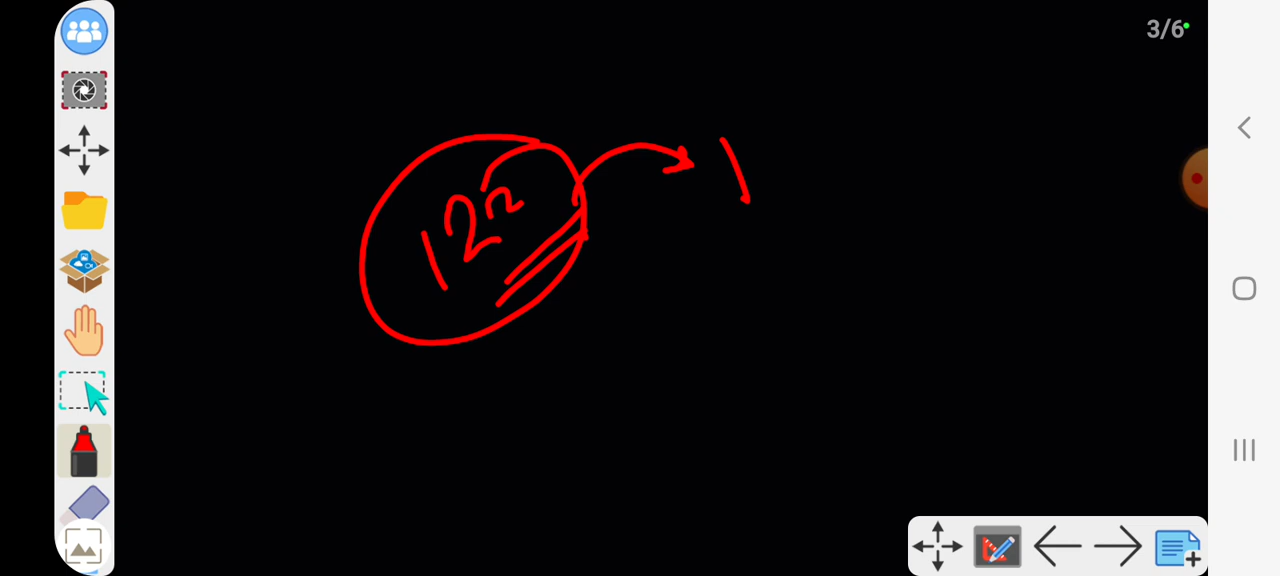 3/6
12² → 1